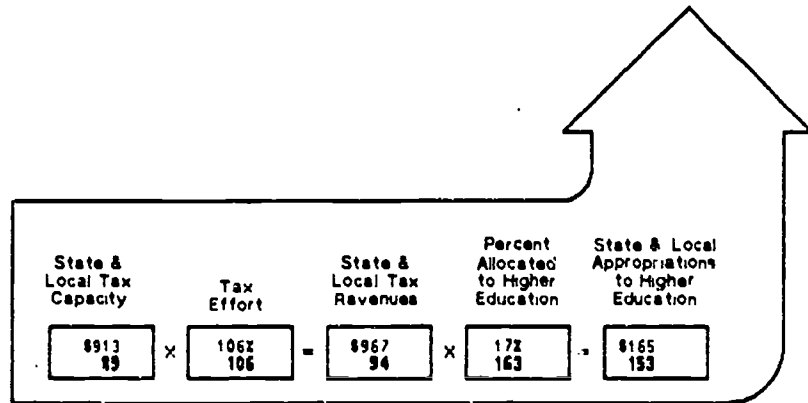 State &
Local Tax
Capacity
Tax
Effort
State &
Local Tax
Revenues
Percent
Allocated
to Higher
Education
State & Local
Appropriations
to Higher
Education
$913
89
×
106%
106
=
$967
94
×
17%
163
=
$165
153